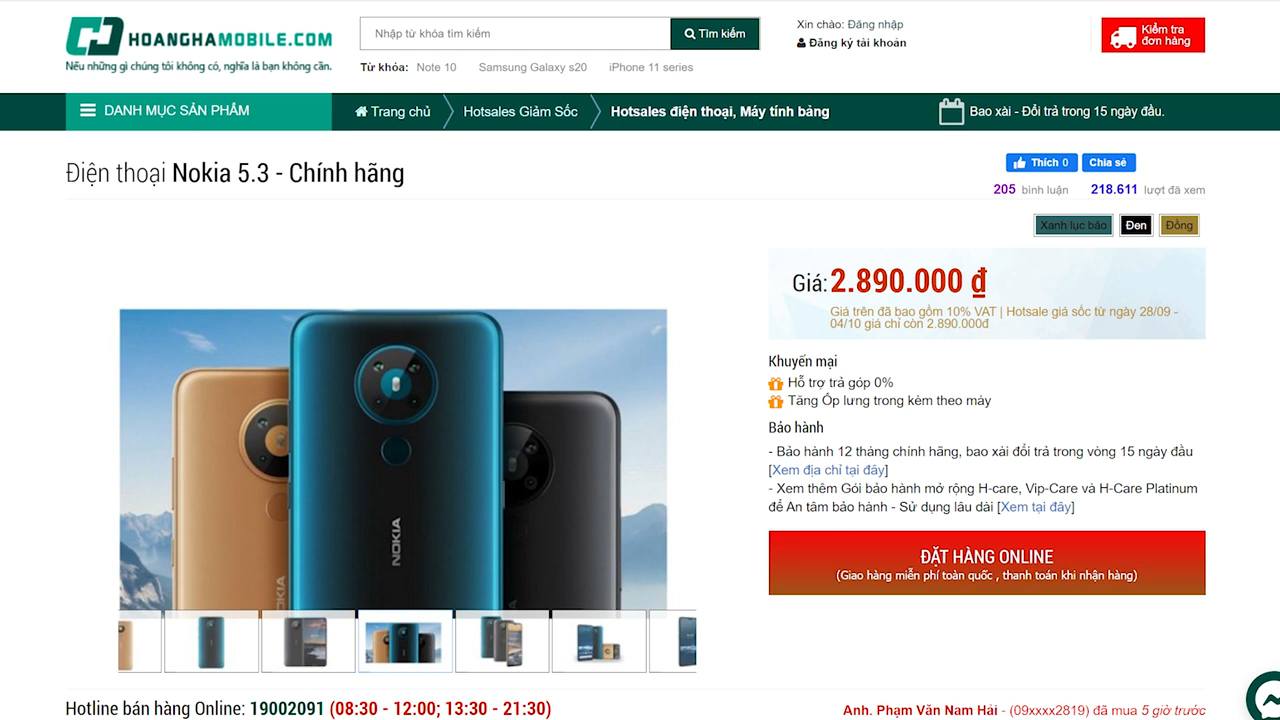 HOANGHAMOBILE.COM
Nếu những gì chúng tôi không có, nghĩa là bạn không cần.
Nhập từ khóa tìm kiếm
Tìm kiếm
Từ khóa: Note 10 Samsung Galaxy s20 iPhone 11 series
Xin chào: Đăng nhập
Đăng ký tài khoản
Kiểm tra
đơn hàng
DANH MỤC SẢN PHẨM
Trang chủ
Hotsales Giảm Sốc
Hotsales điện thoại, Máy tính bảng
Bao xài - Đổi trả trong 15 ngày đầu.
Điện thoại Nokia 5.3 - Chính hãng
Thích 0
Chia sẻ
205 bình luận 218.611 lượt đã xem
Xanh lục bảo
Đen
Đồng
Giá: 2.890.000 ₫
Giá trên đã bao gồm 10% VAT | Hotsale giá sốc từ ngày 28/09 -
04/10 giá chỉ còn 2.890.000đ
Khuyến mại
Hỗ trợ trả góp 0%
Tặng Ốp lưng trong kèm theo máy
Bảo hành
- Bảo hành 12 tháng chính hãng, bao xài đổi trả trong vòng 15 ngày đầu
[Xem địa chỉ tại đây]
- Xem thêm Gói bảo hành mở rộng H-care, Vip-Care và H-Care Platinum
để An tâm bảo hành - Sử dụng lâu dài [Xem tại đây]
ĐẶT HÀNG ONLINE
(Giao hàng miễn phí toàn quốc , thanh toán khi nhận hàng)
NOKIA
Hotline bán hàng Online: 19002091 (08:30 - 12:00; 13:30 - 21:30)
Anh. Phạm Văn Nam Hải - (09xxxx2819) đã mua 5 giờ trước